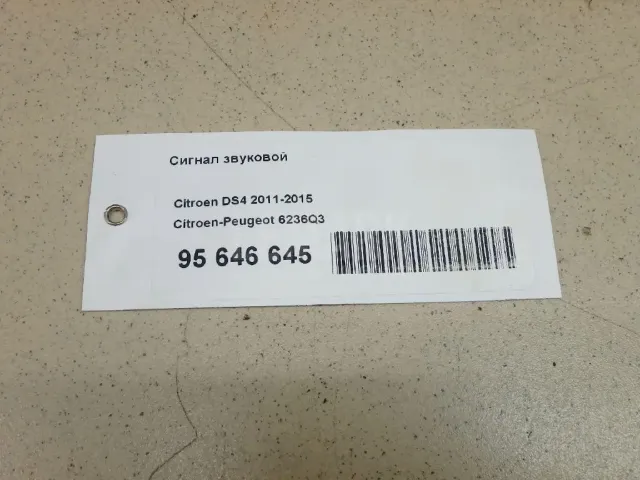 Сигнал звуковой
Citroen DS4 2011-2015
Citroen-Peugeot 6236Q3
95 646 645